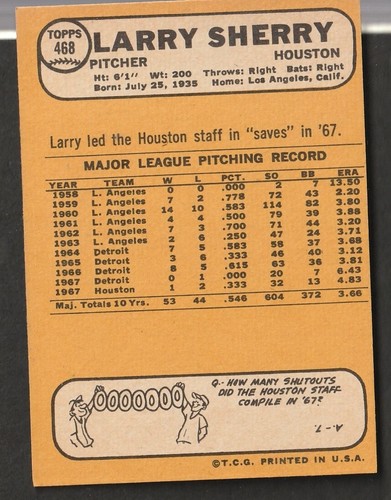 TOPPS
468
LARRY SHERRY
PITCHER HOUSTON
Ht: 6'1" Wt: 200 Throws: Right Bats: Right
Born: July 25, 1935 Home: Los Angeles, Calif.
Larry led the Houston staff in "saves" in '67.
MAJOR LEAGUE PITCHING RECORD
YEAR TEAM W L PCT. SO BB ERA
1958 L. Angeles 0 0 .000 2 7 13.50
1959 L. Angeles 7 2 .778 72 43 2.20
1960 L. Angeles 14 10 .583 114 82 3.80
1961 L. Angeles 4 4 .500 79 39 3.88
1962 L. Angeles 7 3 .700 71 44 3.20
1963 L. Angeles 2 6 .250 47 24 3.71
1964 Detroit 7 5 .583 58 37 3.68
1965 Detroit 3 6 .333 46 40 3.12
1966 Detroit 8 5 .615 63 36 3.81
1967 Detroit 0 1 .000 20 7 6.43
1967 Houston 1 2 .333 32 13 4.83
Maj. Totals 10 Yrs. 53 44 .546 604 372 3.66
OOOOOOOO
Q.- HOW MANY SHUTOUTS
DID THE HOUSTON STAFF
COMPILE IN '67?
A.- 7
©T.C.G. PRINTED IN U.S.A.